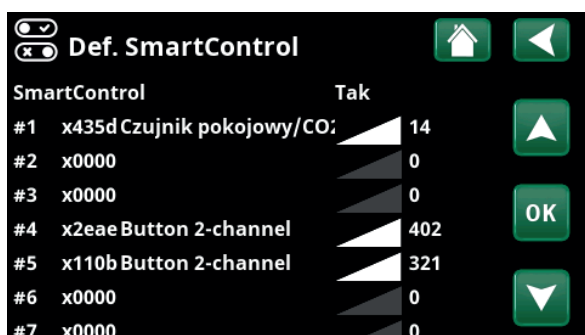 Def. SmartControl
SmartControl Tak
#1 x435d Czujnik pokojowy/CO2 14
#2 x0000 0
#3 x0000 0
#4 x2eae Button 2-channel 402
OK
#5 x110b Button 2-channel 321
#6 x0000 0
#7 x0000 0